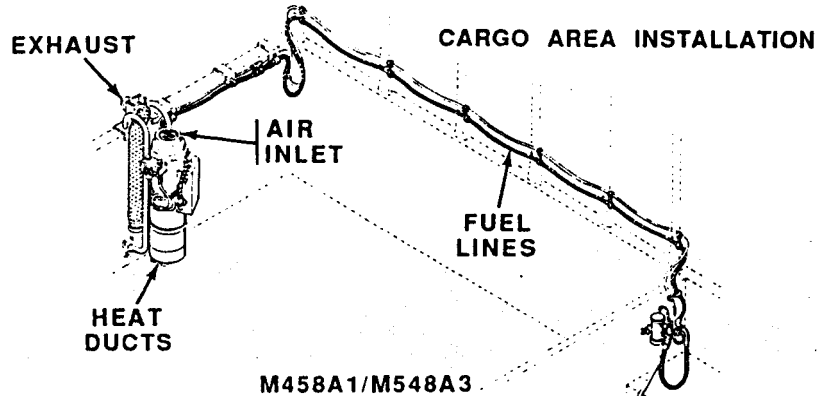 CARGO AREA INSTALLATION
EXHAUST
AIR
INLET
FUEL
LINES
HEAT
DUCTS
M458A1/M548A3